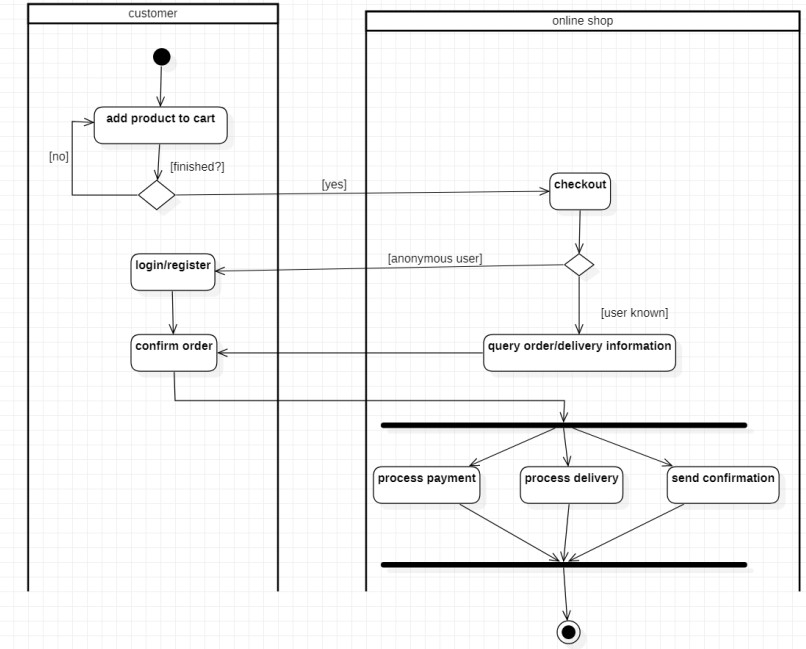 customer
online shop
add product to cart
[no]
[finished?]
[yes]
checkout
login/register
[anonymous user]
[user known]
confirm order
query order/delivery information
process payment
process delivery
send confirmation